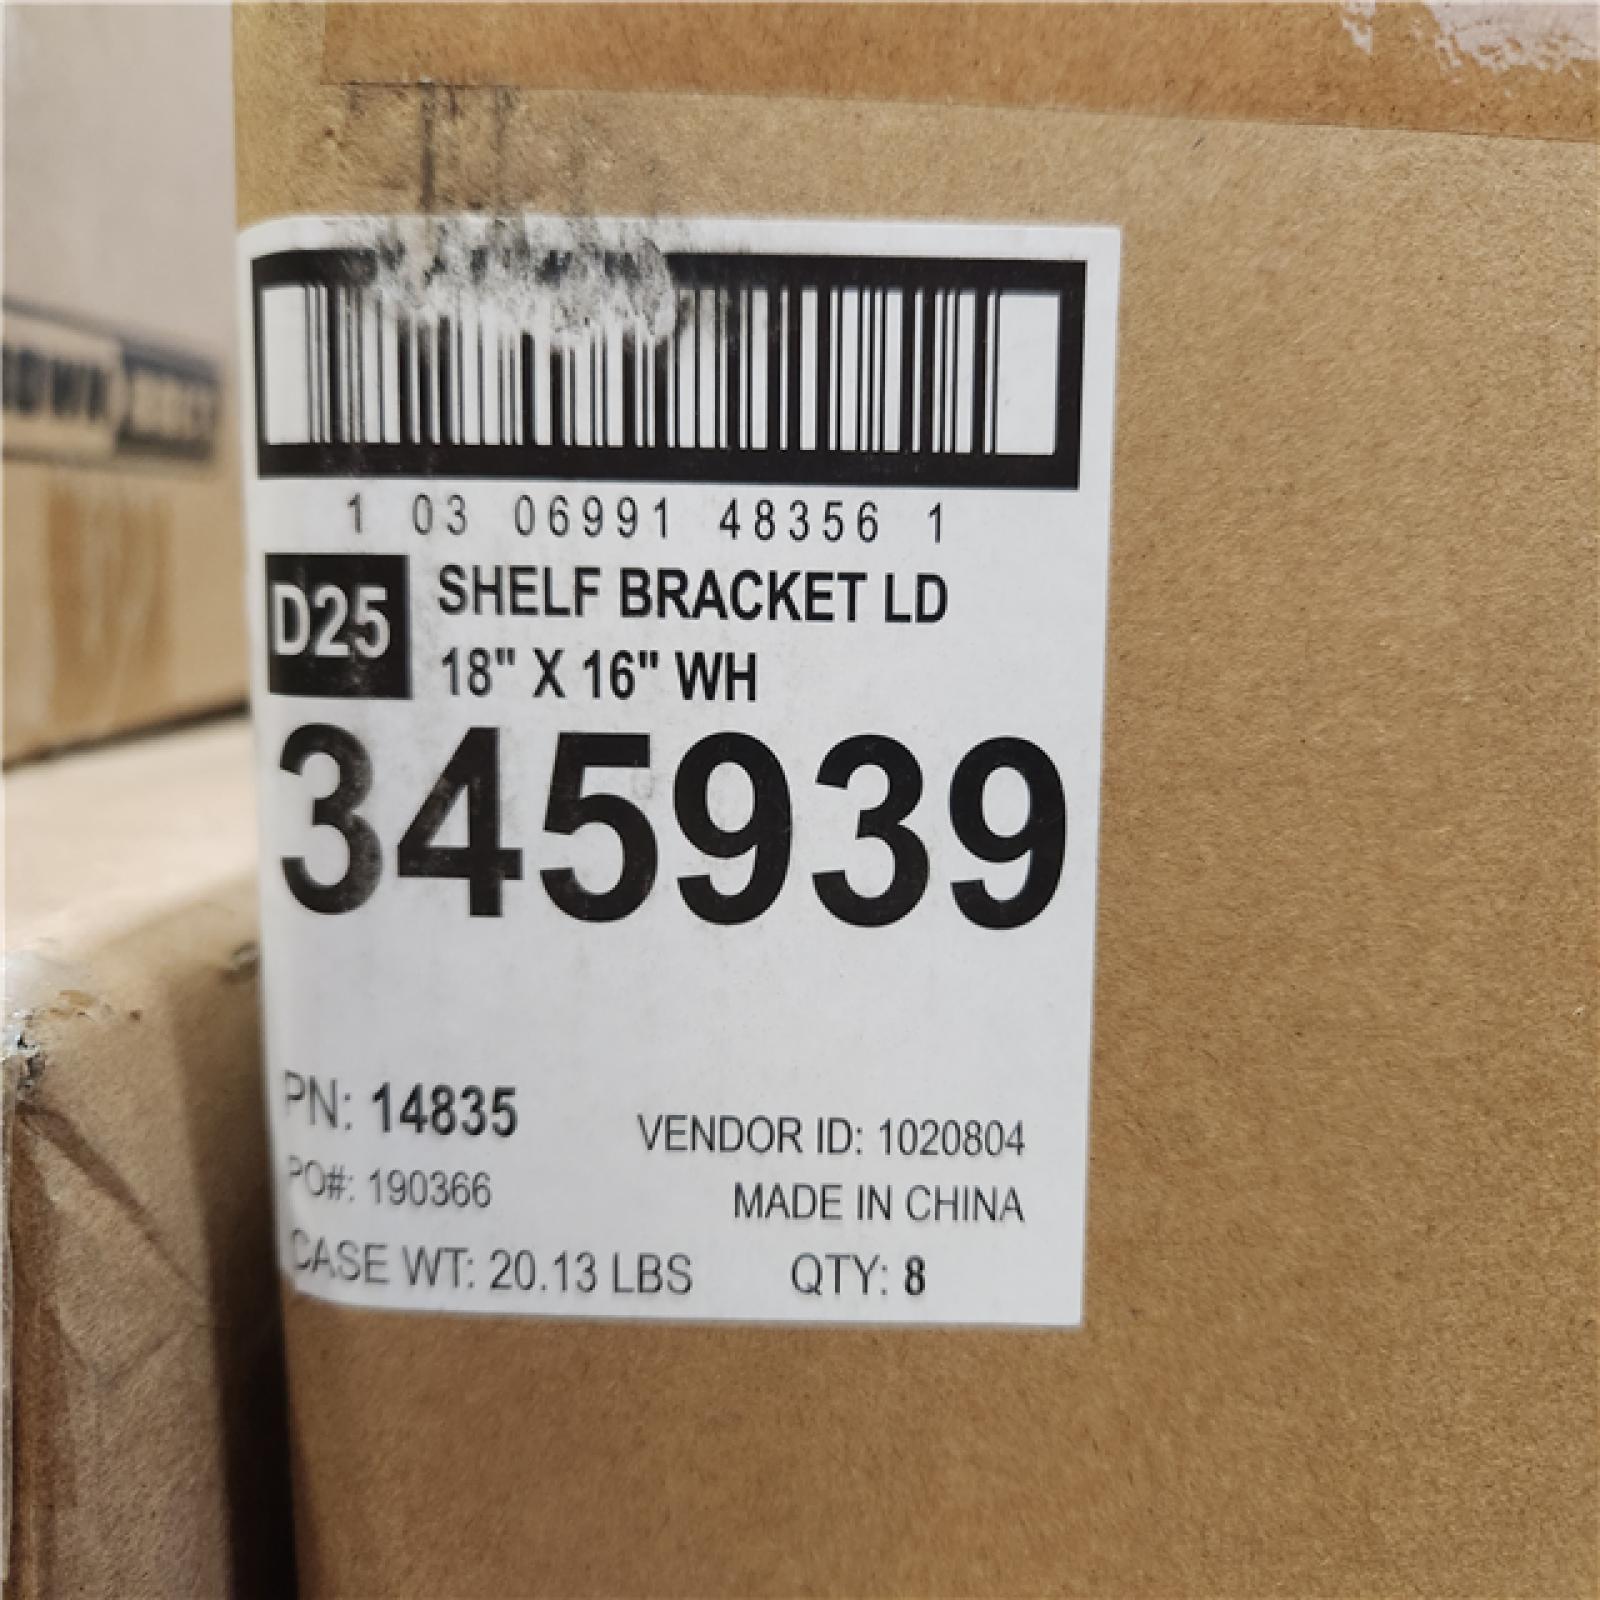 1 03 06991 48356 1
D25
SHELF BRACKET LD
18" X 16" WH
345939
PN: 14835
VENDOR ID: 1020804
PO#: 190366
MADE IN CHINA
CASE WT: 20.13 LBS
QTY: 8